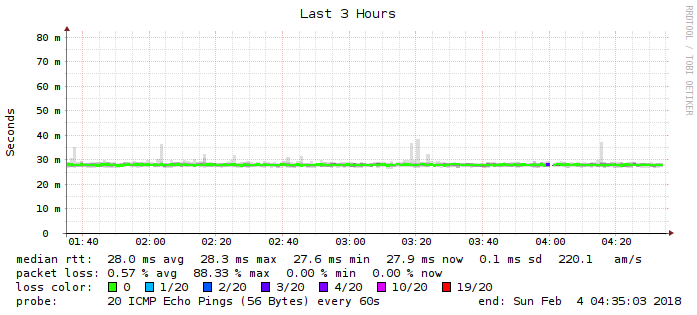 Last 3 Hours
RRDTOOL / TOBI OETIKER
Seconds
80 m
70 m
60 m
50 m
40 m
30 m
20 m
10 m
0
01:40 02:00 02:20 02:40 03:00 03:20 03:40 04:00 04:20
median rtt: 28.0 ms avg 28.3 ms max 27.6 ms min 27.9 ms now 0.1 ms sd 220.1 am/s
packet loss: 0.57 % avg 88.33 % max 0.00 % min 0.00 % now
loss color: 0 1/20 2/20 3/20 4/20 10/20 19/20
probe: 20 ICMP Echo Pings (56 Bytes) every 60s end: Sun Feb 4 04:35:03 2018